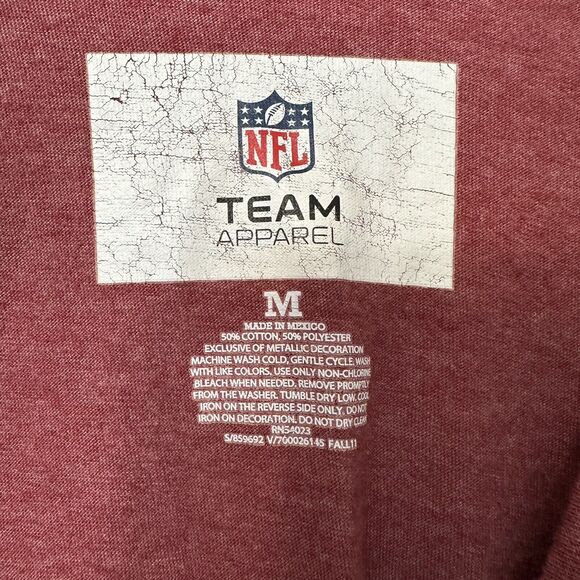 NFL
TEAM
APPAREL
M
MADE IN MEXICO
50% COTTON, 50% POLYESTER
EXCLUSIVE OF METALLIC DECORATION
MACHINE WASH COLD, GENTLE CYCLE, WASH
WITH LIKE COLORS, USE ONLY NON-CHLORINE
BLEACH WHEN NEEDED, REMOVE PROMPTLY
FROM THE WASHER. TUMBLE DRY LOW, COOL
IRON ON THE REVERSE SIDE ONLY, DO NOT
IRON ON DECORATION. DO NOT DRY CLEAN
RN54023
S/859692 V/700026145 FALL11